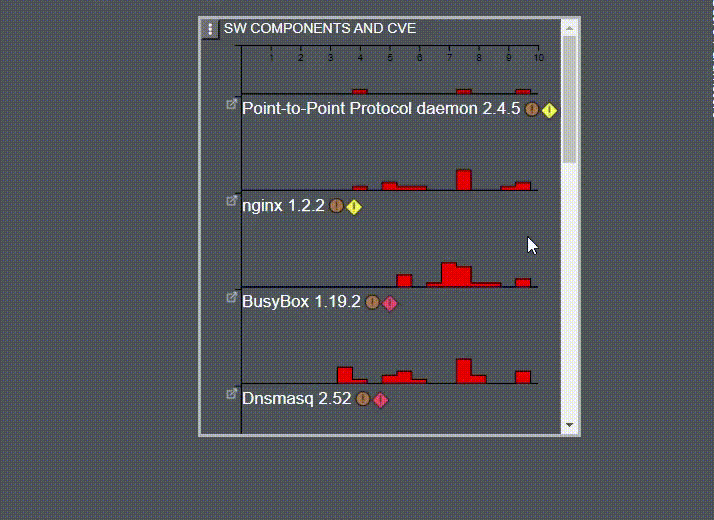 SW COMPONENTS AND CVE
1 2 3 4 5 6 7 8 9 10
Point-to-Point Protocol daemon 2.4.5
nginx 1.2.2
BusyBox 1.19.2
Dnsmasq 2.52